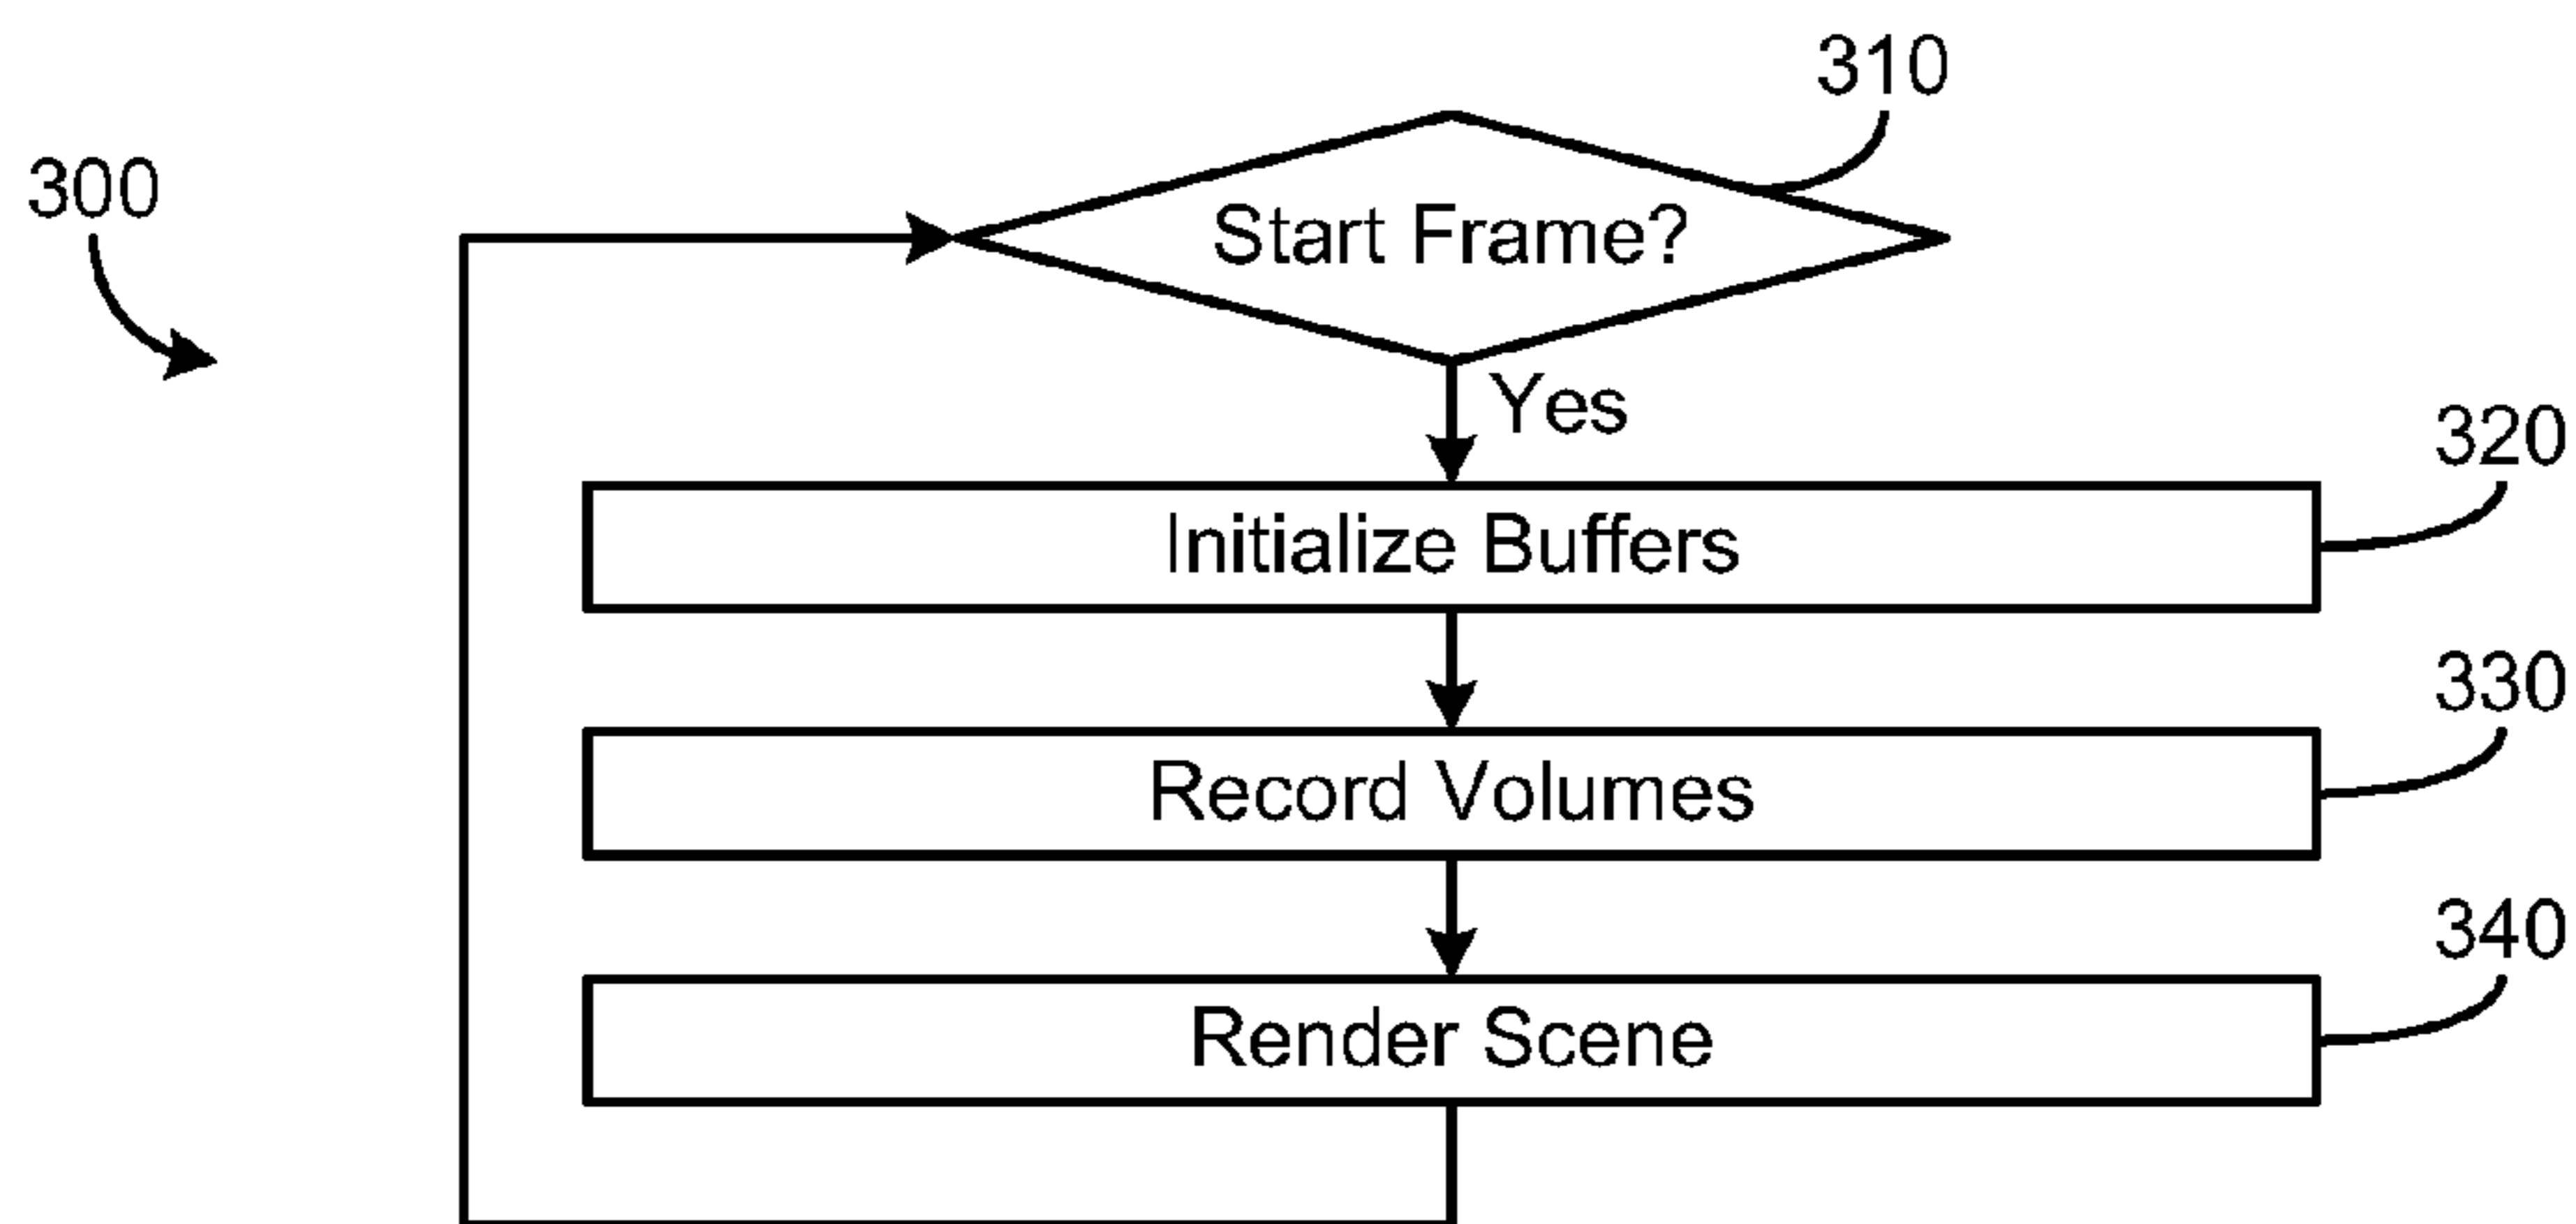 310
300
Start Frame?
Yes
320
Initialize Buffers
330
Record Volumes
340
Render Scene